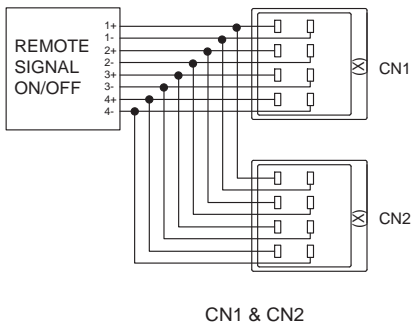 REMOTE
SIGNAL
ON/OFF
1+
1-
2+
2-
3+
3-
4+
4-
CN1
CN2
CN1 & CN2